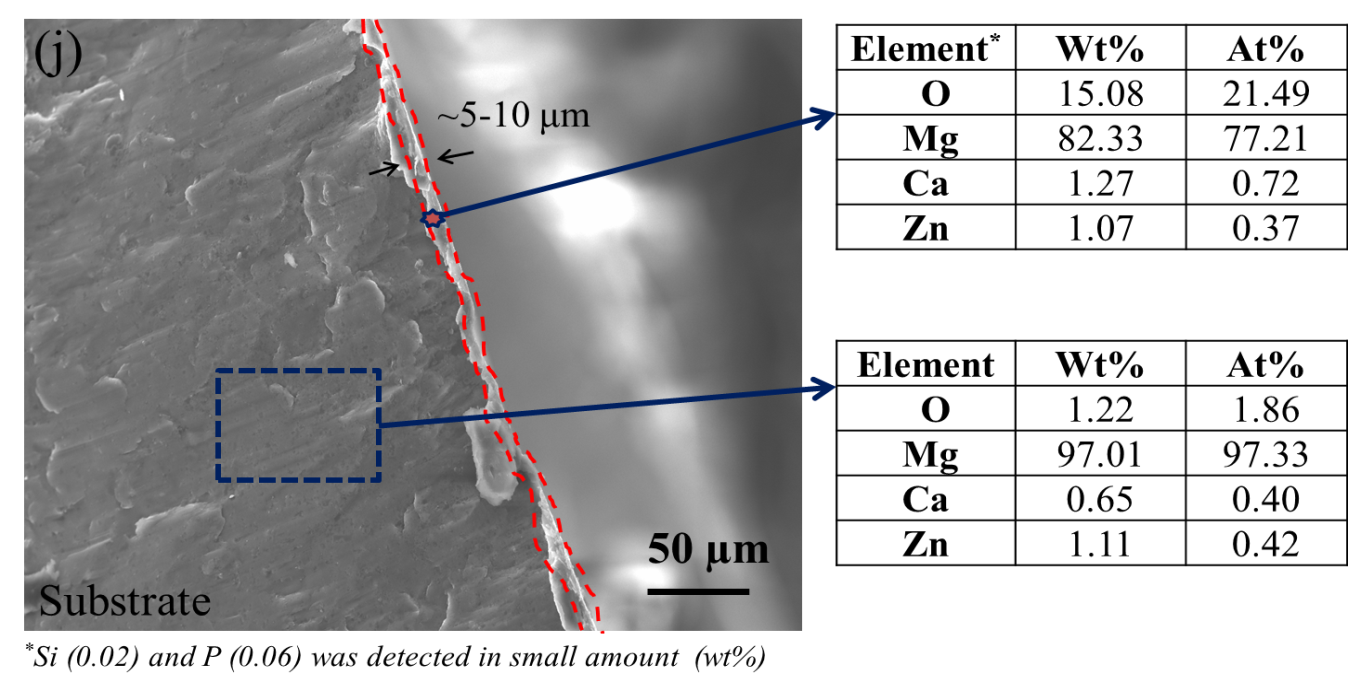 (j)
~5-10 μm
50 μm
Substrate
Element* Wt% At%
O 15.08 21.49
Mg 82.33 77.21
Ca 1.27 0.72
Zn 1.07 0.37
Element Wt% At%
O 1.22 1.86
Mg 97.01 97.33
Ca 0.65 0.40
Zn 1.11 0.42
*Si (0.02) and P (0.06) was detected in small amount (wt%)